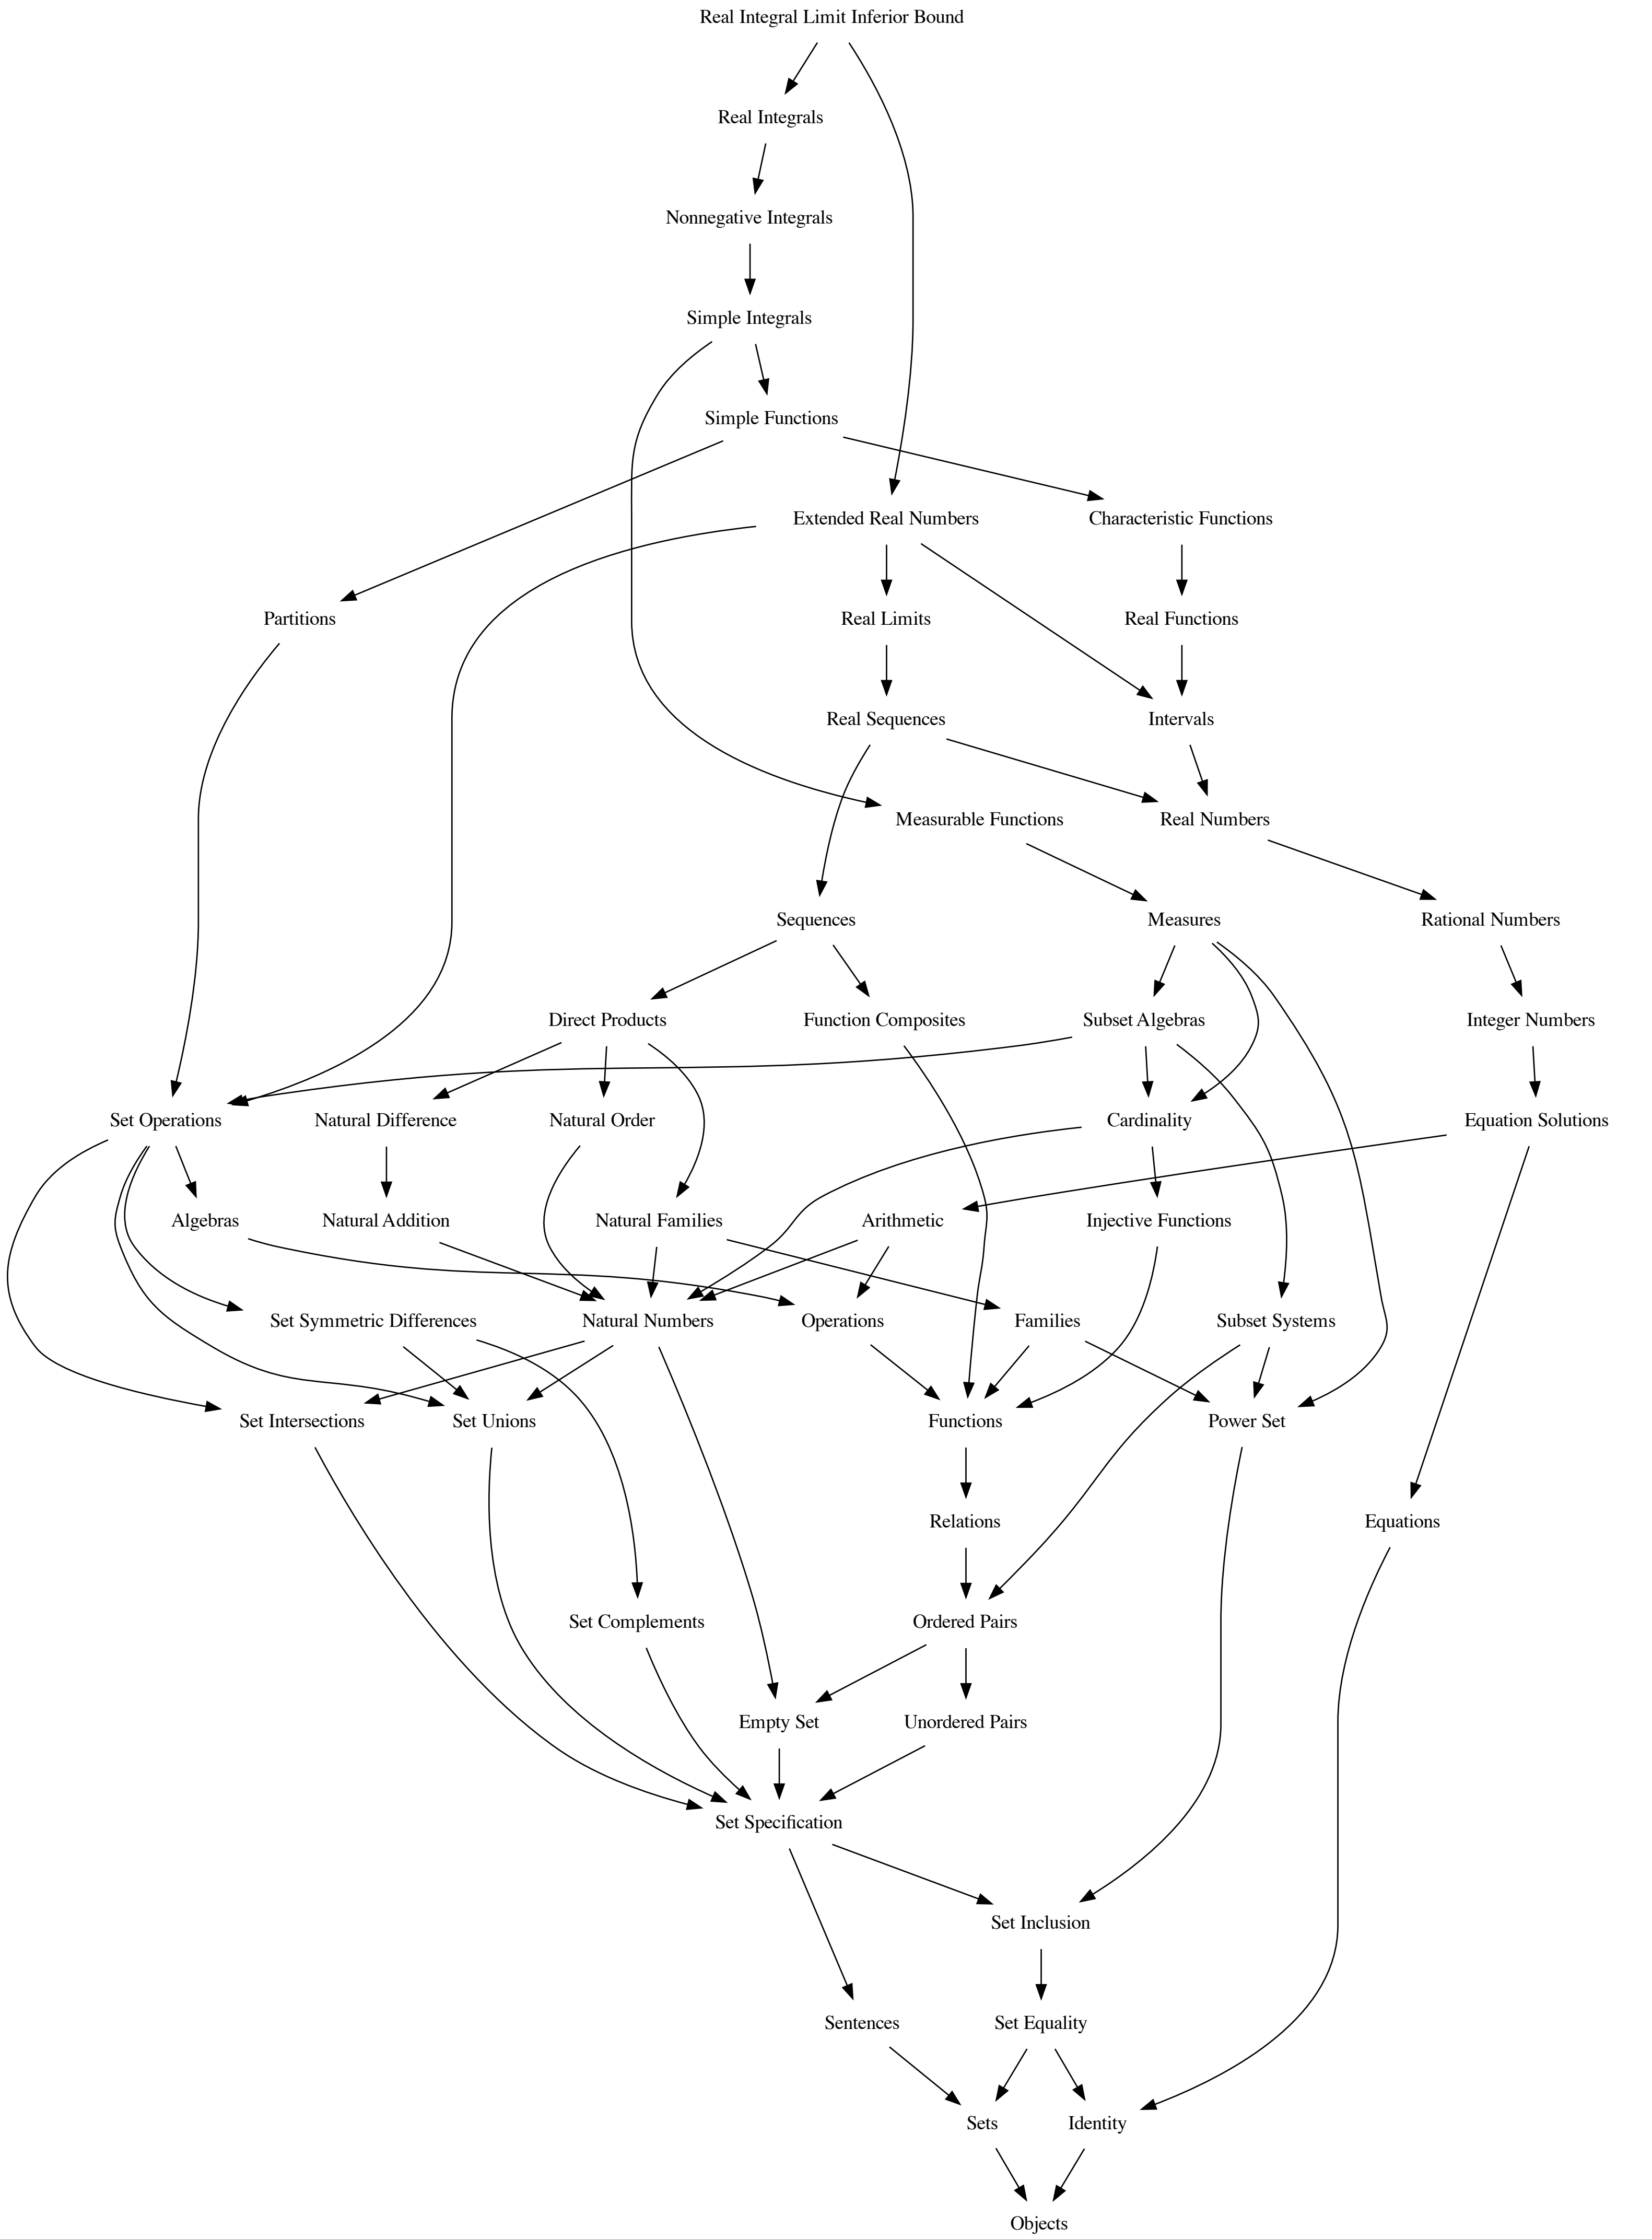 Real Integral Limit Inferior Bound
Real Integrals
Nonnegative Integrals
Simple Integrals
Simple Functions
Extended Real Numbers
Characteristic Functions
Partitions
Real Limits
Real Functions
Real Sequences
Intervals
Measurable Functions
Real Numbers
Sequences
Measures
Rational Numbers
Direct Products
Function Composites
Subset Algebras
Integer Numbers
Set Operations
Natural Difference
Natural Order
Cardinality
Equation Solutions
Algebras
Natural Addition
Natural Families
Arithmetic
Injective Functions
Set Symmetric Differences
Natural Numbers
Operations
Families
Subset Systems
Set Intersections
Set Unions
Functions
Power Set
Relations
Equations
Set Complements
Ordered Pairs
Empty Set
Unordered Pairs
Set Specification
Set Inclusion
Sentences
Set Equality
Sets
Identity
Objects